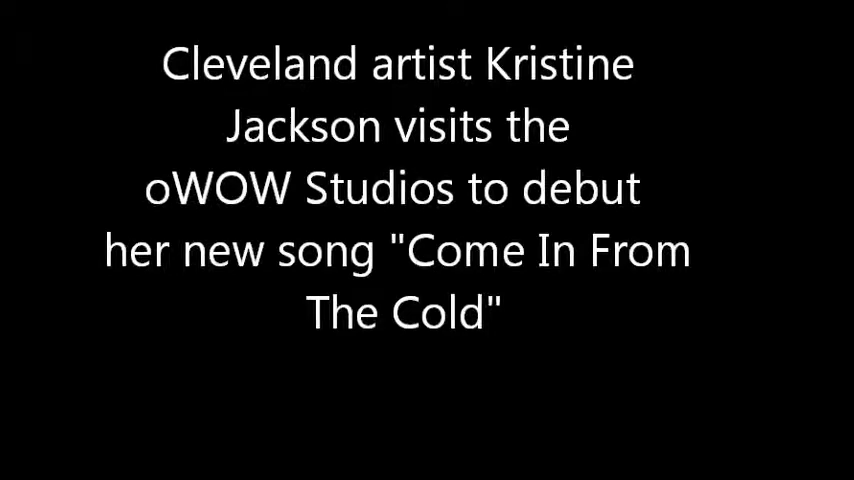 Cleveland artist Kristine
Jackson visits the
oWOW Studios to debut
her new song "Come In From
The Cold"